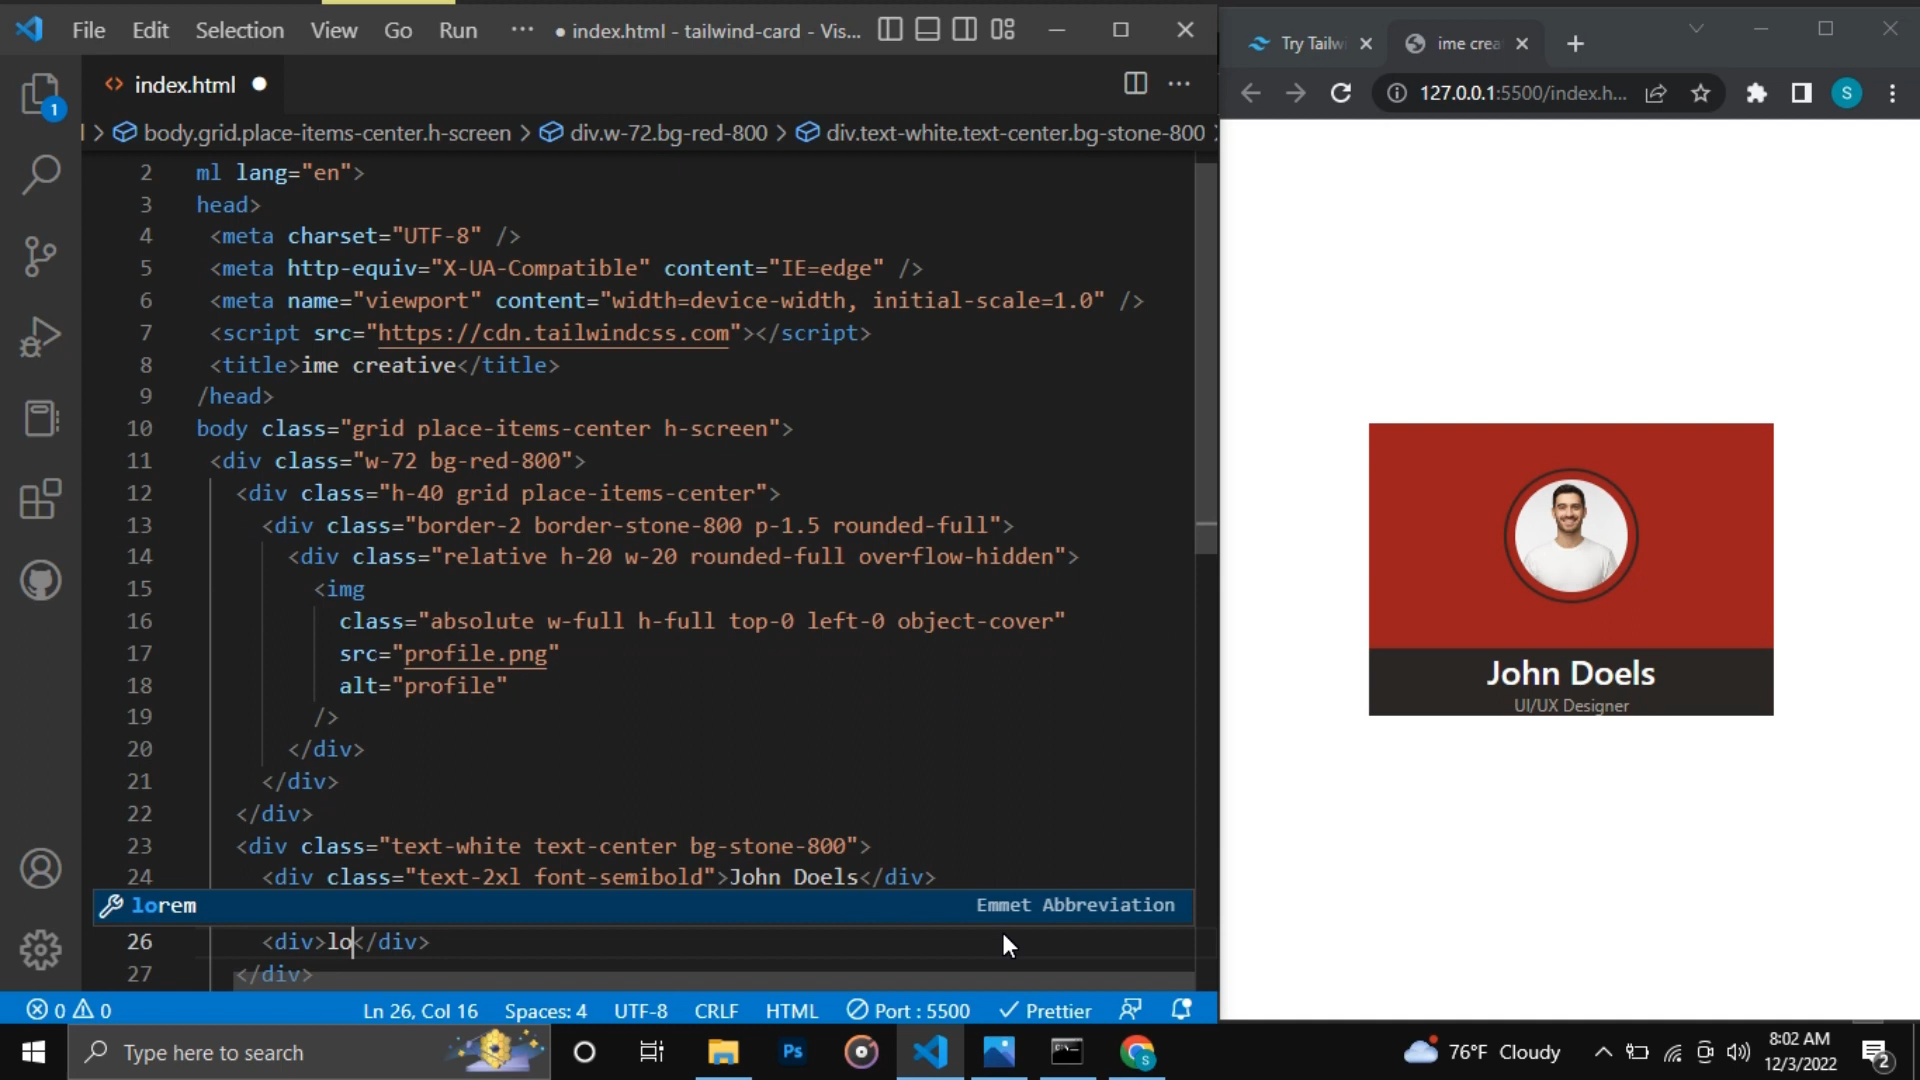 File Edit Selection View Go Run ··· ● index.html - tailwind-card - Vis...
index.html
body.grid.place-items-center.h-screen > div.w-72.bg-red-800 > div.text-white.text-center.bg-stone-800
2 ml lang="en">
3 head>
4 <meta charset="UTF-8" />
5 <meta http-equiv="X-UA-Compatible" content="IE=edge" />
6 <meta name="viewport" content="width=device-width, initial-scale=1.0" />
7 <script src="https://cdn.tailwindcss.com"></script>
8 <title>ime creative</title>
9 /head>
10 body class="grid place-items-center h-screen">
11 <div class="w-72 bg-red-800">
12 <div class="h-40 grid place-items-center">
13 <div class="border-2 border-stone-800 p-1.5 rounded-full">
14 <div class="relative h-20 w-20 rounded-full overflow-hidden">
15 <img
16 class="absolute w-full h-full top-0 left-0 object-cover"
17 src="profile.png"
18 alt="profile"
19 />
20 </div>
21 </div>
22 </div>
23 <div class="text-white text-center bg-stone-800">
24 <div class="text-2xl font-semibold">John Doels</div>
lorem Emmet Abbreviation
26 <div>lo</div>
27 </div>
1
0 0 Ln 26, Col 16 Spaces: 4 UTF-8 CRLF HTML Port : 5500 Prettier
Try Tailwi ime crea
127.0.0.1:5500/index.h... S
John Doels
UI/UX Designer
Type here to search Ps S 76°F Cloudy 8:02 AM
12/3/2022 2